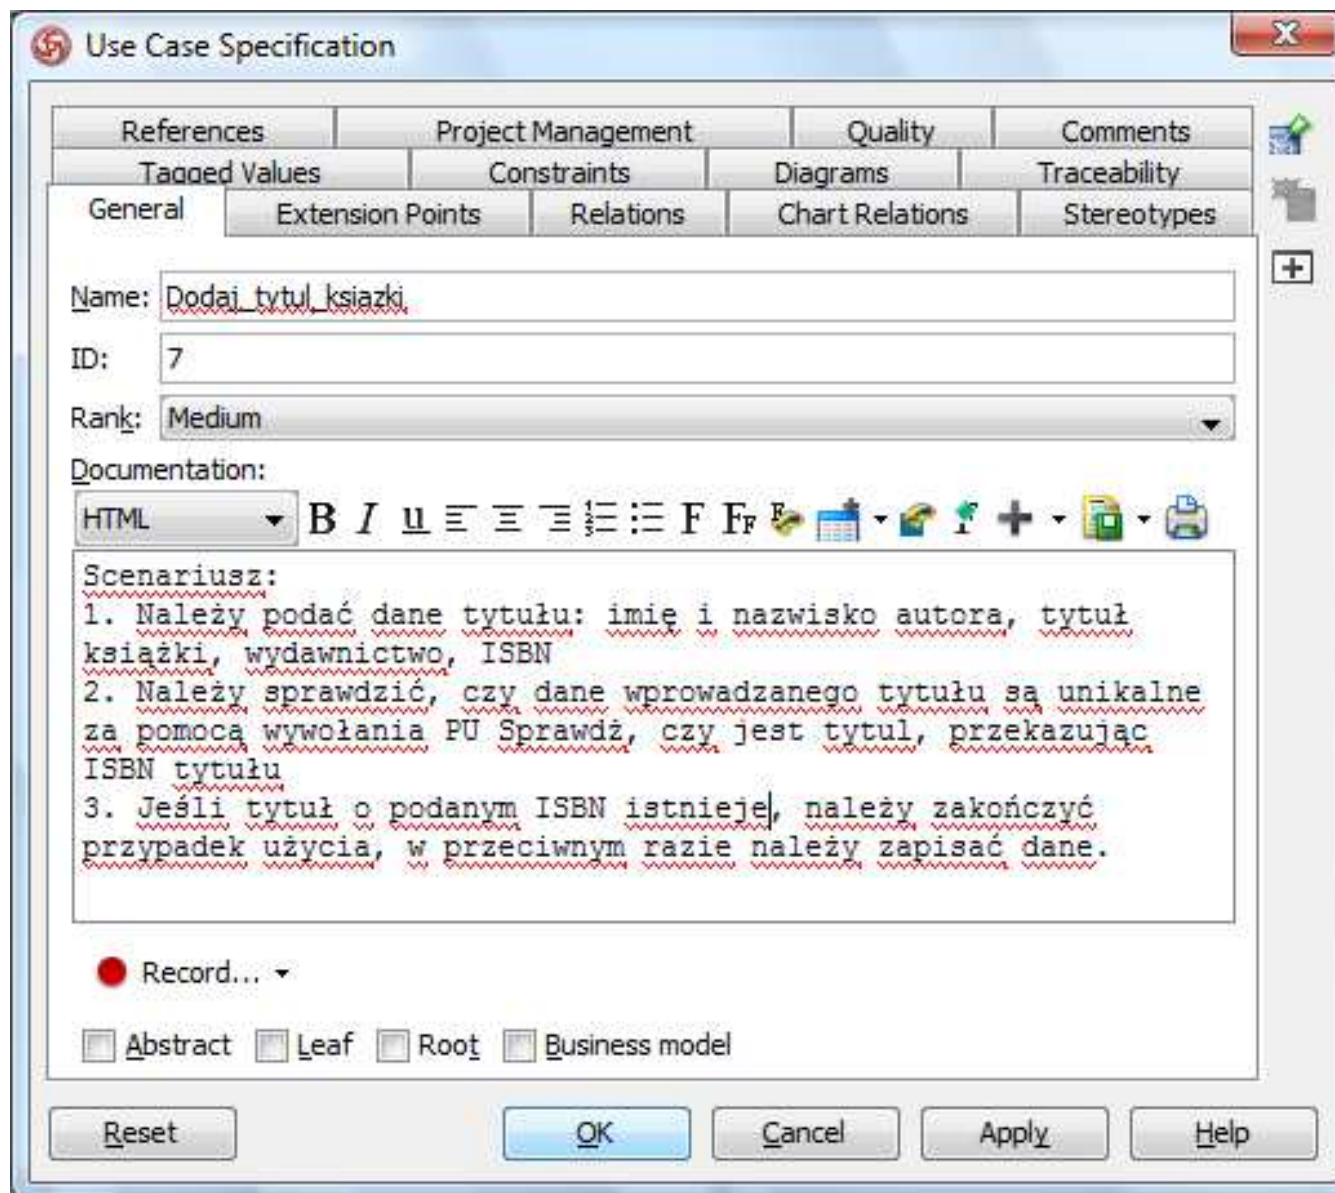 Use Case Specification
References Project Management Quality Comments
Tagged Values Constraints Diagrams Traceability
General Extension Points Relations Chart Relations Stereotypes
Name: Dodaj_tytul_ksiazki
ID: 7
Rank: Medium
Documentation:
HTML B I u F FF
Scenariusz:
1. Należy podać dane tytułu: imię i nazwisko autora, tytuł
książki, wydawnictwo, ISBN
2. Należy sprawdzić, czy dane wprowadzanego tytułu są unikalne
za pomocą wywołania PU Sprawdż, czy jest tytul, przekazując
ISBN tytułu
3. Jeśli tytuł o podanym ISBN istnieje, należy zakończyć
przypadek użycia, w przeciwnym razie należy zapisać dane.
Record...
Abstract Leaf Root Business model
Reset OK Cancel Apply Help